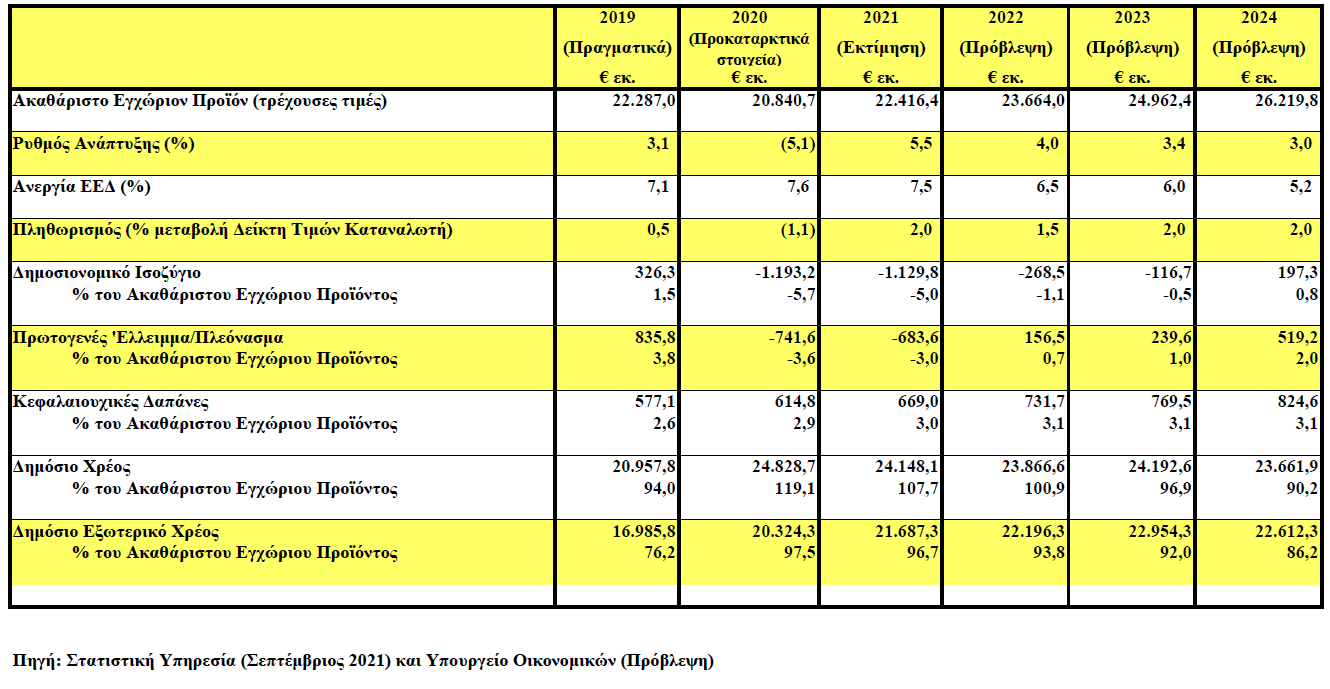 2019 2020 2021 2022 2023 2024
(Πραγματικά) (Προκαταρκτικά στοιχεία) (Εκτίμηση) (Πρόβλεψη) (Πρόβλεψη) (Πρόβλεψη)
€ εκ. € εκ. € εκ. € εκ. € εκ. € εκ.
Ακαθάριστο Εγχώριον Προϊόν (τρέχουσες τιμές) 22.287,0 20.840,7 22.416,4 23.664,0 24.962,4 26.219,8
Ρυθμός Ανάπτυξης (%) 3,1 (5,1) 5,5 4,0 3,4 3,0
Ανεργία ΕΕΔ (%) 7,1 7,6 7,5 6,5 6,0 5,2
Πληθωρισμός (% μεταβολή Δείκτη Τιμών Καταναλωτή) 0,5 (1,1) 2,0 1,5 2,0 2,0
Δημοσιονομικό Ισοζύγιο 326,3 -1.193,2 -1.129,8 -268,5 -116,7 197,3
% του Ακαθάριστου Εγχώριου Προϊόντος 1,5 -5,7 -5,0 -1,1 -0,5 0,8
Πρωτογενές 'Ελλειμμα/Πλεόνασμα 835,8 -741,6 -683,6 156,5 239,6 519,2
% του Ακαθάριστου Εγχώριου Προϊόντος 3,8 -3,6 -3,0 0,7 1,0 2,0
Κεφαλαιουχικές Δαπάνες 577,1 614,8 669,0 731,7 769,5 824,6
% του Ακαθάριστου Εγχώριου Προϊόντος 2,6 2,9 3,0 3,1 3,1 3,1
Δημόσιο Χρέος 20.957,8 24.828,7 24.148,1 23.866,6 24.192,6 23.661,9
% του Ακαθάριστου Εγχώριου Προϊόντος 94,0 119,1 107,7 100,9 96,9 90,2
Δημόσιο Εξωτερικό Χρέος 16.985,8 20.324,3 21.687,3 22.196,3 22.954,3 22.612,3
% του Ακαθάριστου Εγχώριου Προϊόντος 76,2 97,5 96,7 93,8 92,0 86,2
Πηγή: Στατιστική Υπηρεσία (Σεπτέμβριος 2021) και Υπουργείο Οικονομικών (Πρόβλεψη)